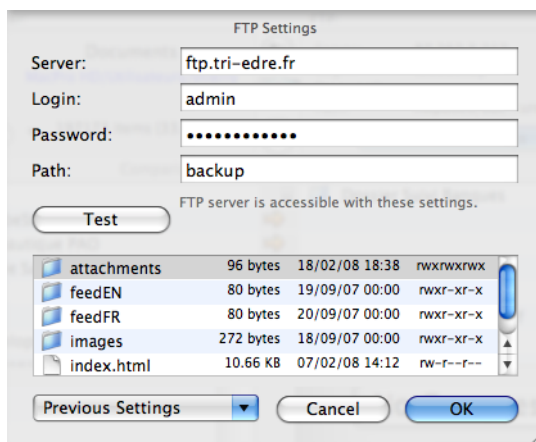 FTP Settings
Server: ftp.tri-edre.fr
Login: admin
Password: ••••••••••••
Path: backup
Test FTP server is accessible with these settings.
attachments 96 bytes 18/02/08 18:38 rwxrwxrwx
feedEN 80 bytes 19/09/07 00:00 rwxr-xr-x
feedFR 80 bytes 20/09/07 00:00 rwxr-xr-x
images 272 bytes 18/09/07 00:00 rwxr-xr-x
index.html 10.66 KB 07/02/08 14:12 rw-r--r--
Previous Settings Cancel OK